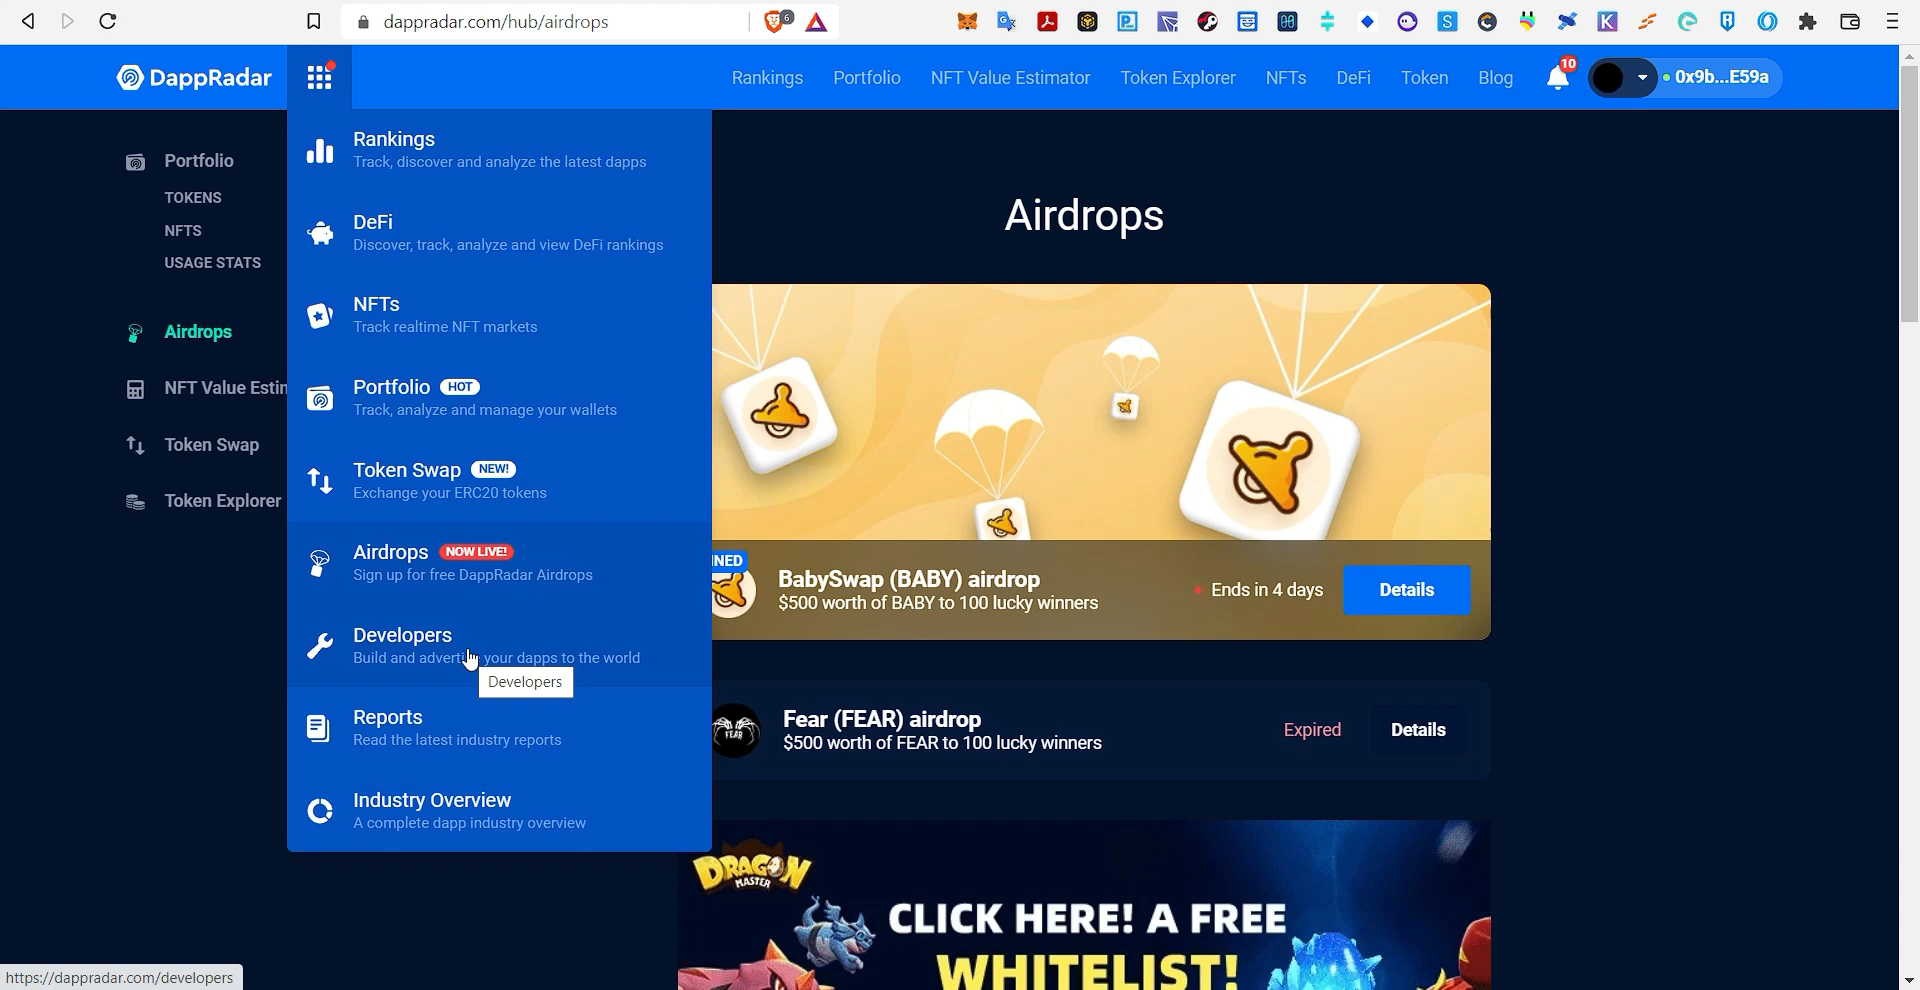 dappradar.com/hub/airdrops
6
DappRadar
Rankings
Portfolio
NFT Value Estimator
Token Explorer
NFTs
DeFi
Token
Blog
10
0x9b...E59a
Portfolio
TOKENS
NFTS
USAGE STATS
Airdrops
NFT Value Estin
Token Swap
Token Explorer
Rankings
Track, discover and analyze the latest dapps
DeFi
Discover, track, analyze and view DeFi rankings
NFTs
Track realtime NFT markets
Portfolio HOT
Track, analyze and manage your wallets
Token Swap NEW!
Exchange your ERC20 tokens
Airdrops NOW LIVE!
Sign up for free DappRadar Airdrops
Developers
Build and adverti your dapps to the world
Developers
Reports
Read the latest industry reports
Industry Overview
A complete dapp industry overview
Airdrops
INED
BabySwap (BABY) airdrop
$500 worth of BABY to 100 lucky winners
Ends in 4 days
Details
FEAR
Fear (FEAR) airdrop
$500 worth of FEAR to 100 lucky winners
Expired
Details
DRAGON
MASTER
CLICK HERE! A FREE
WHITELIST!
https://dappradar.com/developers